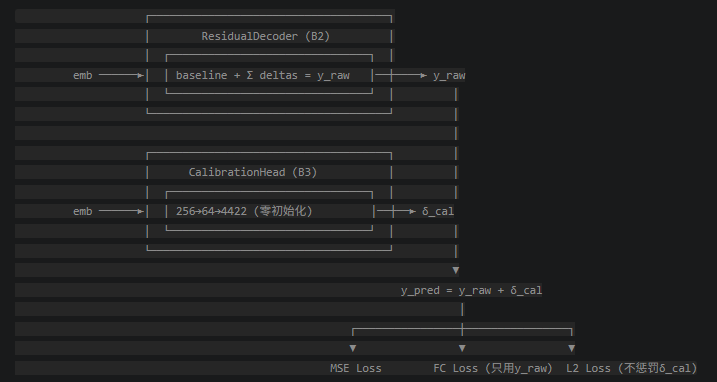 ResidualDecoder (B2)
emb baseline + Σ deltas = y_raw y_raw
CalibrationHead (B3)
emb 256→64→4422 (零初始化) δ_cal
y_pred = y_raw + δ_cal
MSE Loss FC Loss (只用y_raw) L2 Loss (不惩罚δ_cal)